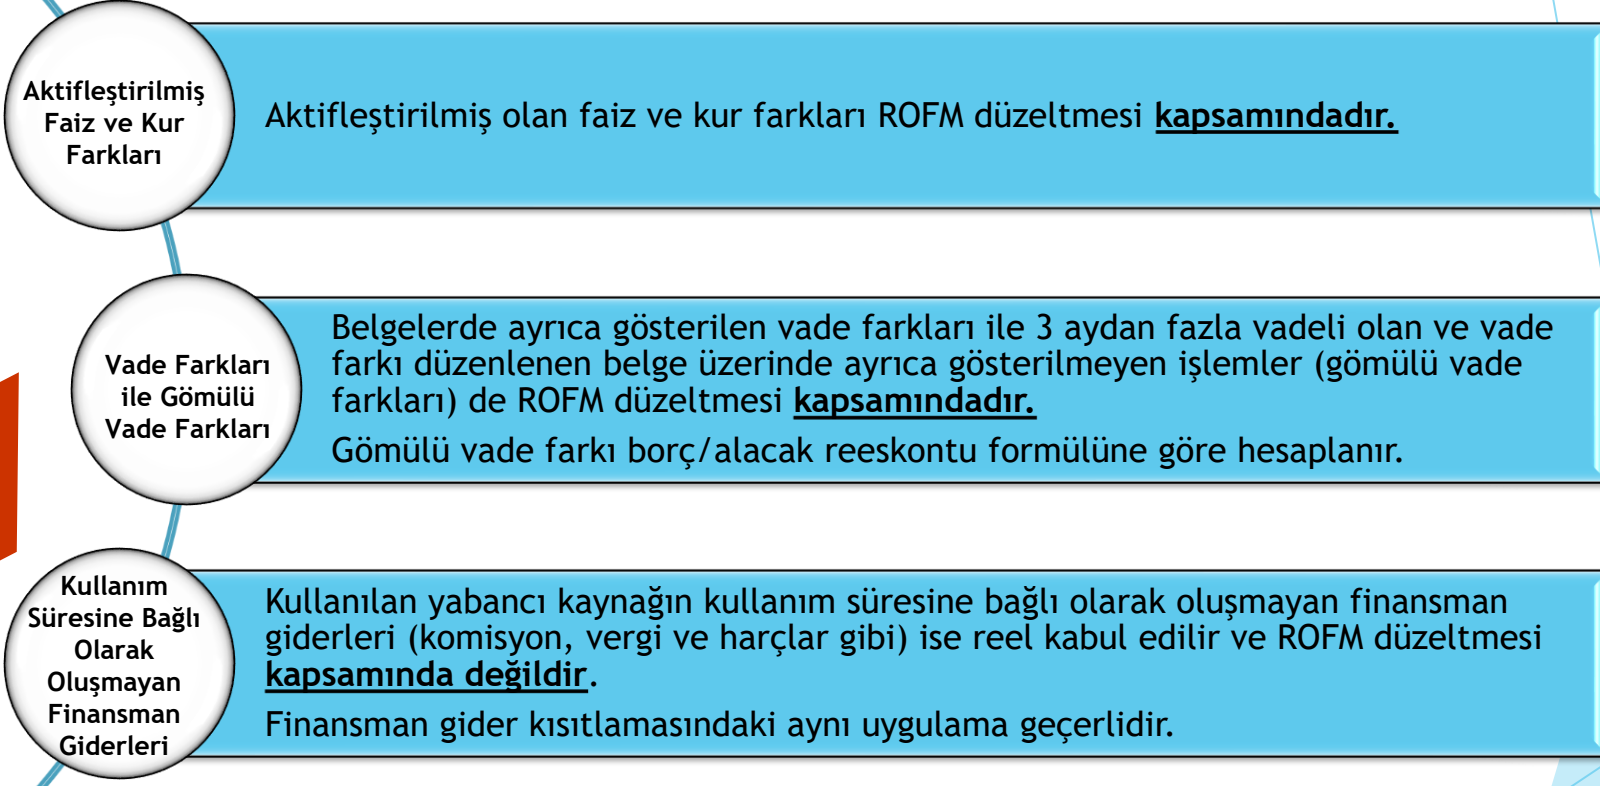 Aktifleştirilmiş
Faiz ve Kur
Farkları
Aktifleştirilmiş olan faiz ve kur farkları ROFM düzeltmesi kapsamındadır.
Vade Farkları
ile Gömülü
Vade Farkları
Belgelerde ayrıca gösterilen vade farkları ile 3 aydan fazla vadeli olan ve vade
farkı düzenlenen belge üzerinde ayrıca gösterilmeyen işlemler (gömülü vade
farkları) de ROFM düzeltmesi kapsamındadır.
Gömülü vade farkı borç/alacak reeskontu formülüne göre hesaplanır.
Kullanım
Süresine Bağlı
Olarak
Oluşmayan
Finansman
Giderleri
Kullanılan yabancı kaynağın kullanım süresine bağlı olarak oluşmayan finansman
giderleri (komisyon, vergi ve harçlar gibi) ise reel kabul edilir ve ROFM düzeltmesi
kapsamında değildir.
Finansman gider kısıtlamasındaki aynı uygulama geçerlidir.